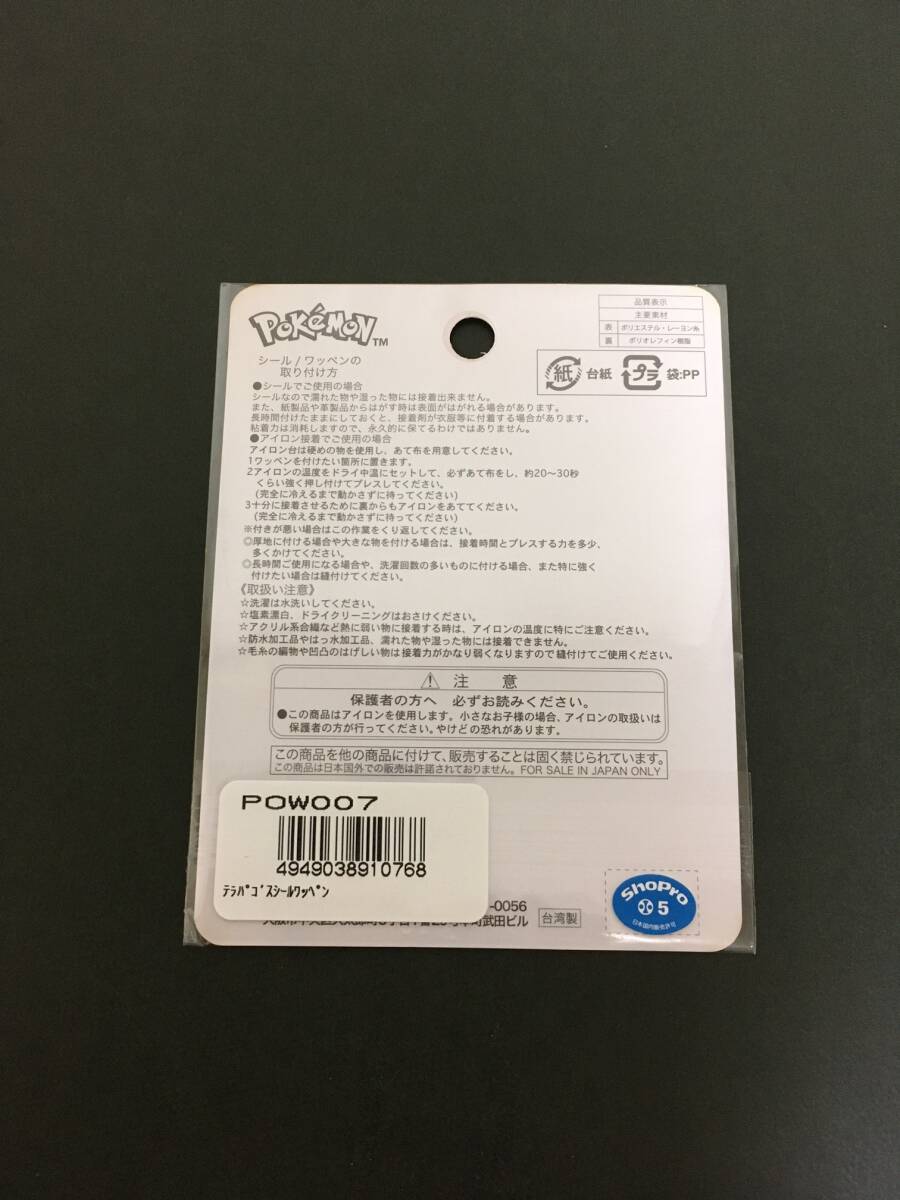 POKéMON™
シール/ワッペンの
取り付け方
●シールでご使用の場合
シールなので濡れた物や湿った物には接着出来ません。
また、紙製品や革製品からはがす時は表面がはがれる場合があります。
長時間付けたままにしておくと、接着剤が衣服等に付着する場合があります。
粘着力は消耗しますので、永久的に保てるわけではありません。
●アイロン接着でご使用の場合
アイロン台は硬めの物を使用し、あて布を用意してください。
1ワッペンを付けたい箇所に置きます。
2アイロンの温度をドライ中温にセットして、必ずあて布をし、約20〜30秒
くらい強く押し付けてプレスしてください。
(完全に冷えるまで動かさずに待ってください)
3十分に接着させるために裏からもアイロンをあててください。
(完全に冷えるまで動かさずに待ってください)
※付きが悪い場合はこの作業をくり返してください。
◎厚地に付ける場合や大きな物を付ける場合は、接着時間とプレスする力を多少、
多くかけてください。
◎長時間ご使用になる場合や、洗濯回数の多いものに付ける場合、また特に強く
付けたい場合は縫付けてください。
《取扱い注意》
☆洗濯は水洗いしてください。
☆塩素漂白、ドライクリーニングはおさけください。
☆アクリル系合繊など熱に弱い物に接着する時は、アイロンの温度に特にご注意ください。
☆防水加工品やはっ水加工品、濡れた物や湿った物には接着できません。
☆毛糸の編物や凹凸のはげしい物は接着力がかなり弱くなりますので縫付けてご使用ください。
品質表示
主要素材
表 ポリエステル・レーヨン糸
裏 ポリオレフィン樹脂
紙 台紙 プラ 袋:PP
⚠ 注 意
保護者の方へ 必ずお読みください。
●この商品はアイロンを使用します。小さなお子様の場合、アイロンの取扱いは
保護者の方が行ってください。やけどの恐れがあります。
この商品を他の商品に付けて、販売することは固く禁じられています。
この商品は日本国外での販売は許諾されておりません。FOR SALE IN JAPAN ONLY
POW007
4949038910768
ﾃﾗﾊﾟｺﾞｽｼｰﾙﾜｯﾍﾟﾝ
-0056
武田ビル
台湾製
ShoPro
5
日本国内販売許可